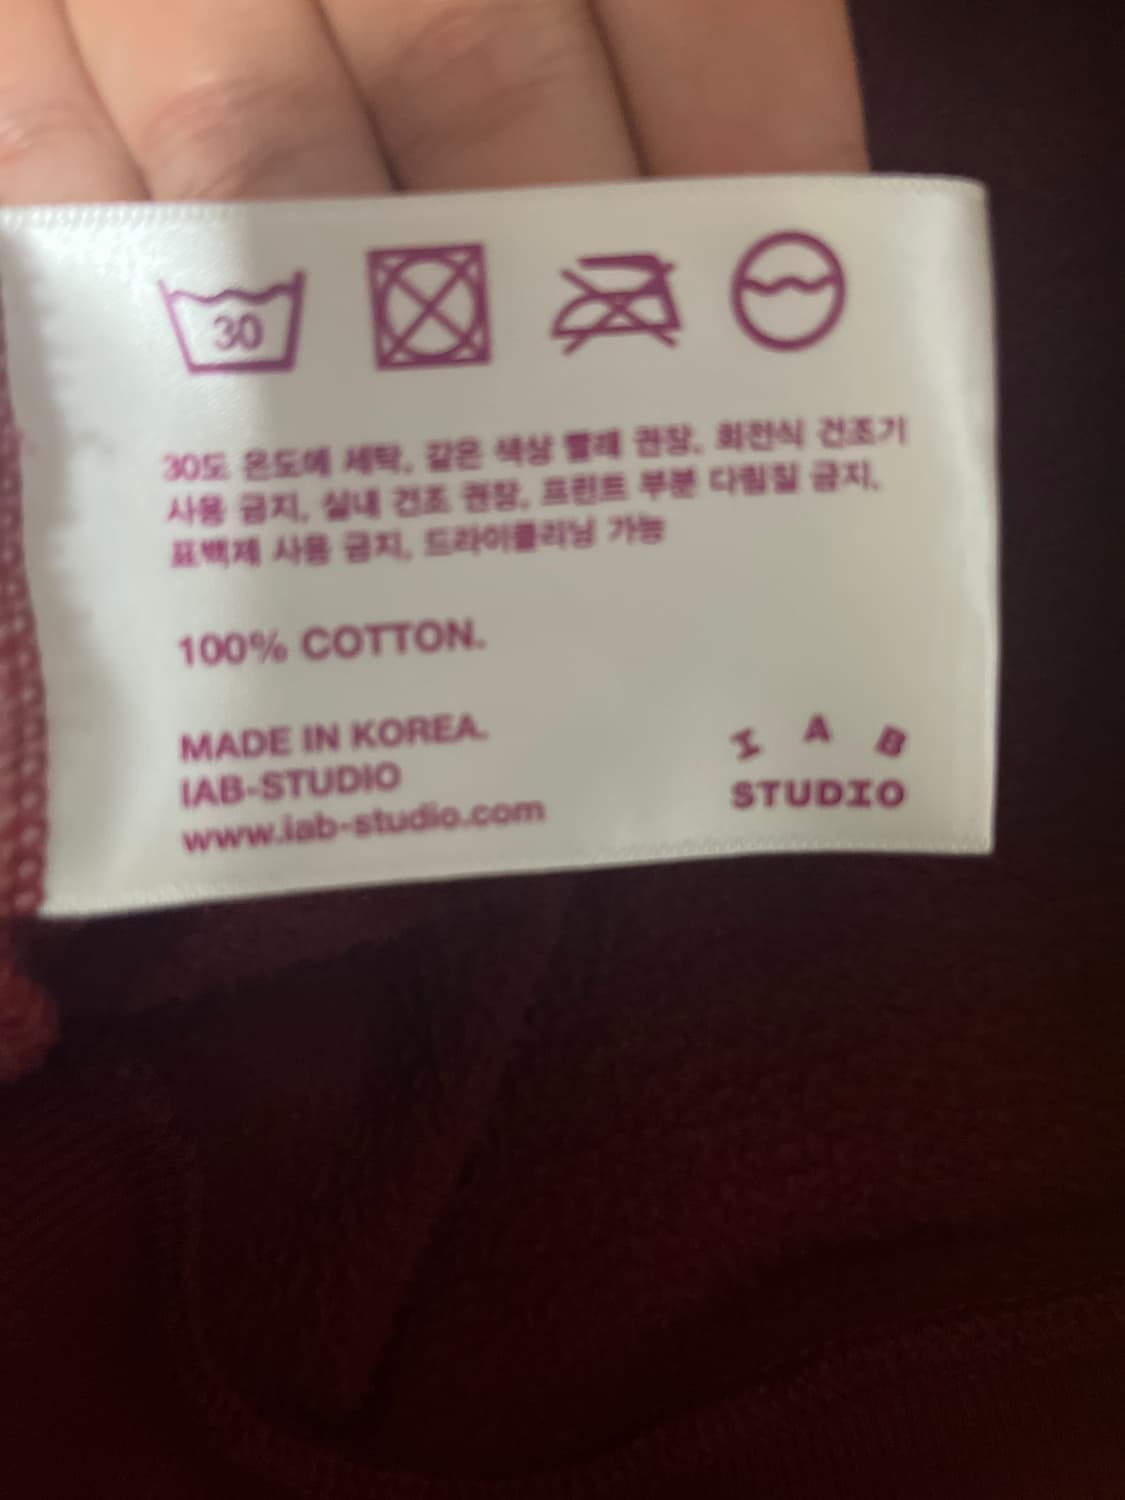 30
30도 온도에 세탁, 같은 색상 빨래 권장, 회전식 건조기
사용 금지, 실내 건조 권장, 프린트 부분 다림질 금지,
표백제 사용 금지, 드라이클리닝 가능
100% COTTON.
MADE IN KOREA.
IAB-STUDIO
www.iab-studio.com
I A B
STUDIO